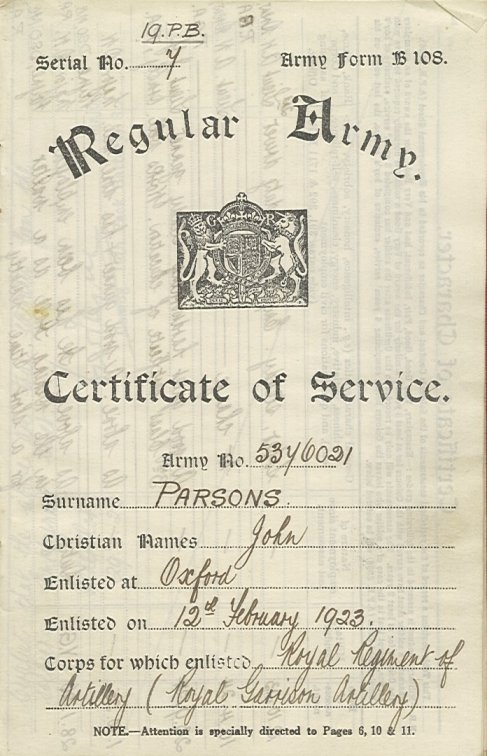 19.P.B.
Serial No. 7 Army Form B 108.
Regular Army.
G R
Certificate of Service.
Army No. 5376021
Surname PARSONS.
Christian Names John
Enlisted at Oxford
Enlisted on 12th February 1923.
Corps for which enlisted Royal Regiment of
Artillery (Royal Garrison Artillery)
NOTE.—Attention is specially directed to Pages 6, 10 & 11.